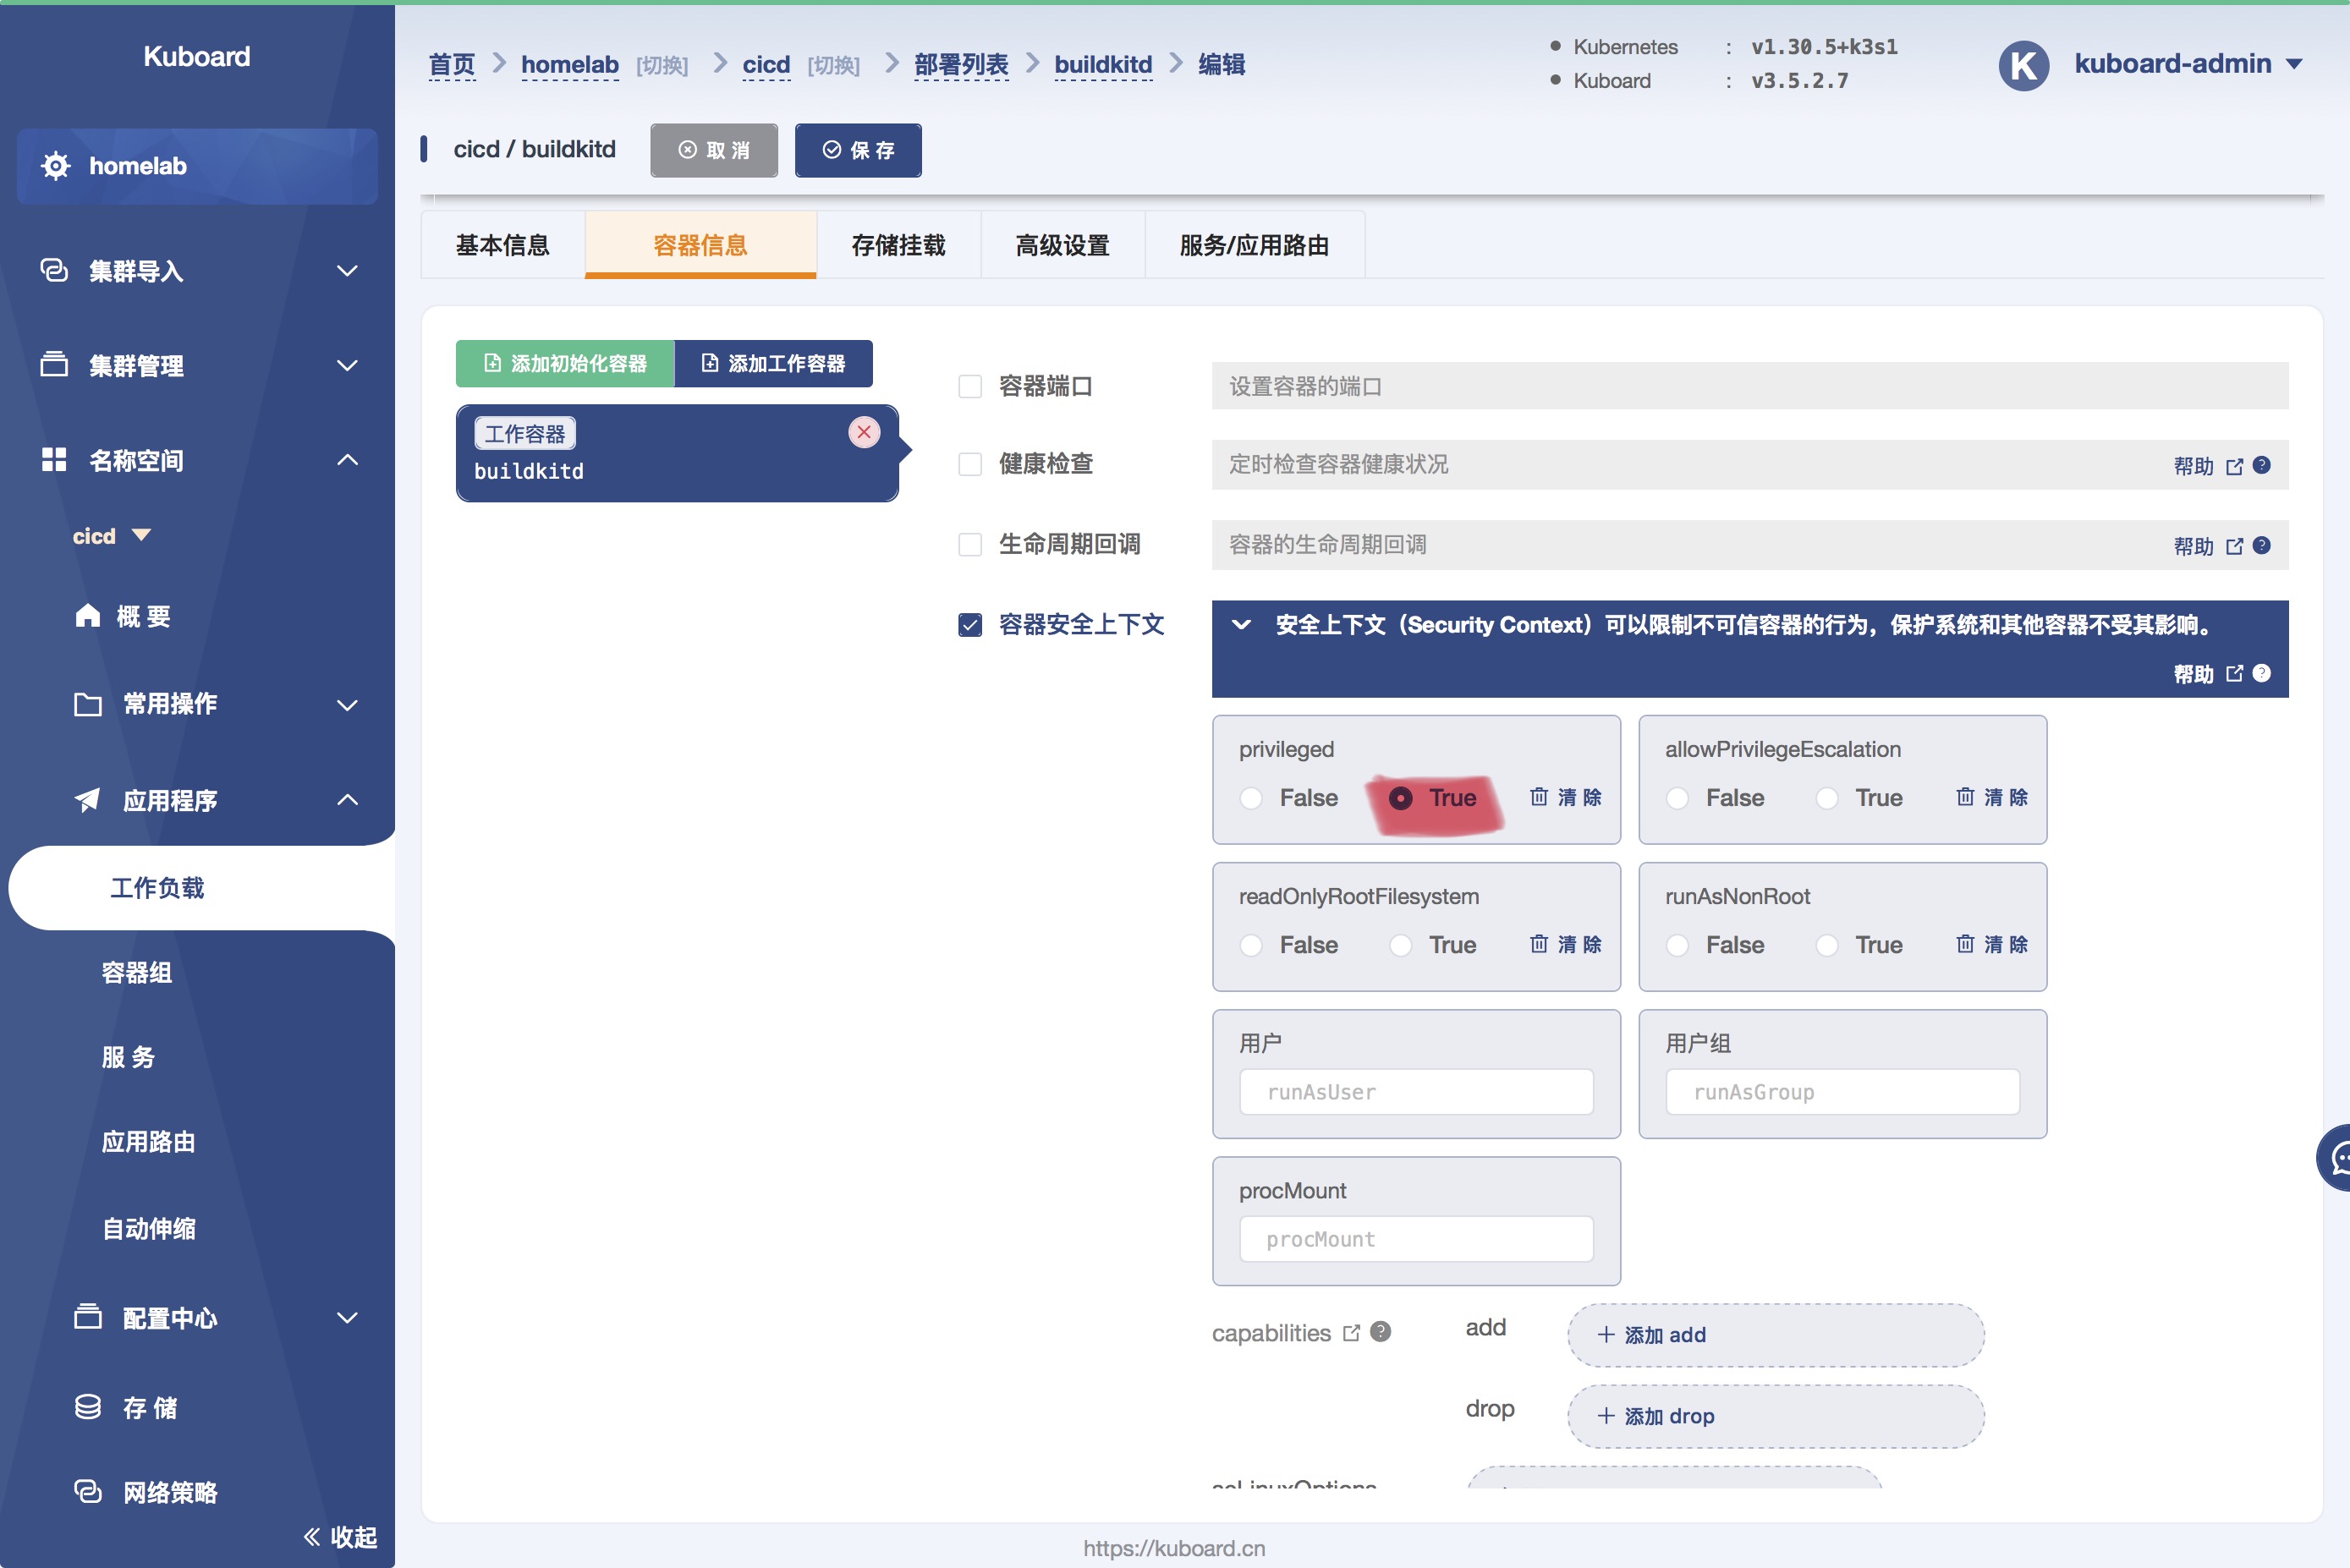 Kuboard
homelab
集群导入
集群管理
名称空间
cicd
概 要
常用操作
应用程序
工作负载
容器组
服 务
应用路由
自动伸缩
配置中心
存 储
网络策略
收起
首页 homelab [切换] cicd [切换] 部署列表 buildkitd 编辑
Kubernetes : v1.30.5+k3s1
Kuboard : v3.5.2.7
K kuboard-admin
cicd / buildkitd 取 消 保 存
基本信息 容器信息 存储挂载 高级设置 服务/应用路由
添加初始化容器 添加工作容器
工作容器
buildkitd
容器端口 设置容器的端口
健康检查 定时检查容器健康状况 帮助
生命周期回调 容器的生命周期回调 帮助
容器安全上下文 安全上下文（Security Context）可以限制不可信容器的行为，保护系统和其他容器不受其影响。
帮助
privileged
False True 清 除
allowPrivilegeEscalation
False True 清 除
readOnlyRootFilesystem
False True 清 除
runAsNonRoot
False True 清 除
用户
runAsUser
用户组
runAsGroup
procMount
procMount
capabilities add + 添加 add
drop + 添加 drop
seLinuxOptions
https://kuboard.cn